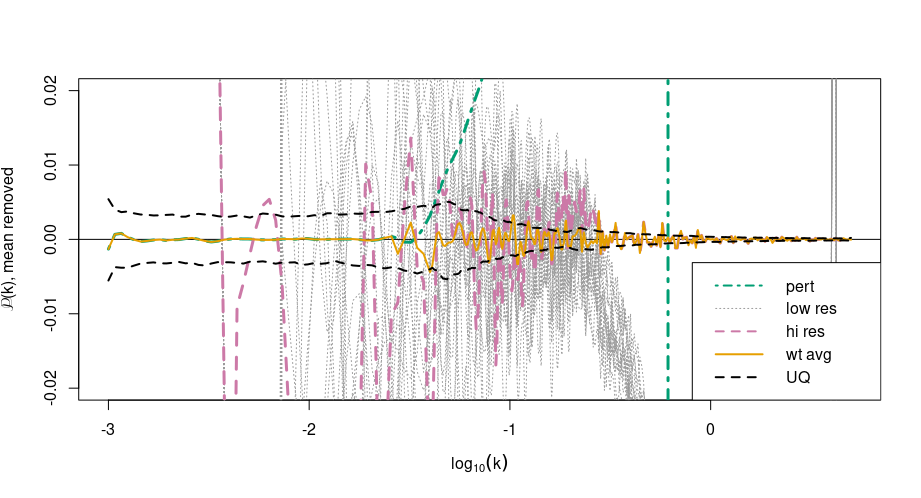 0.02
0.01
0.00
-0.01
-0.02
𝒟(k), mean removed
pert
low res
hi res
wt avg
UQ
-3
-2
-1
0
log₁₀(k)